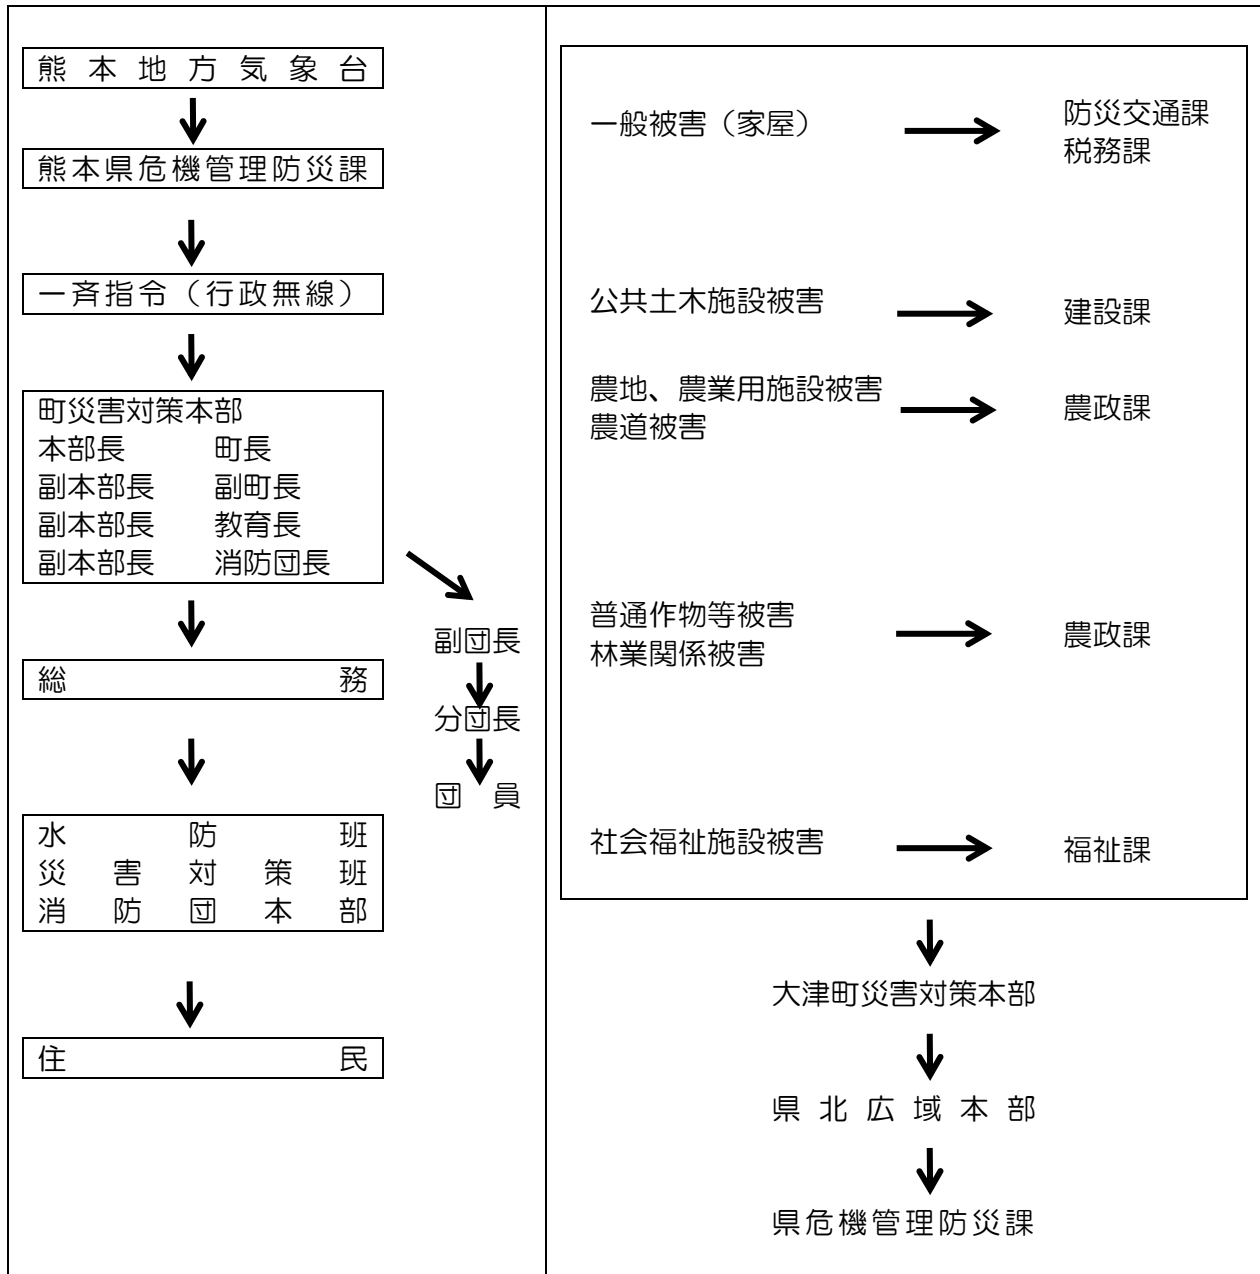 熊本地方気象台
熊本県危機管理防災課
一斉指令（行政無線）
町災害対策本部
本部長　　　町長
副本部長　　副町長
副本部長　　教育長
副本部長　　消防団長
副団長
分団長
団　員
総務
水防班
災害対策班
消防団本部
住民
一般被害（家屋）
防災交通課
税務課
公共土木施設被害
建設課
農地、農業用施設被害
農道被害
農政課
普通作物等被害
林業関係被害
農政課
社会福祉施設被害
福祉課
大津町災害対策本部
県北広域本部
県危機管理防災課